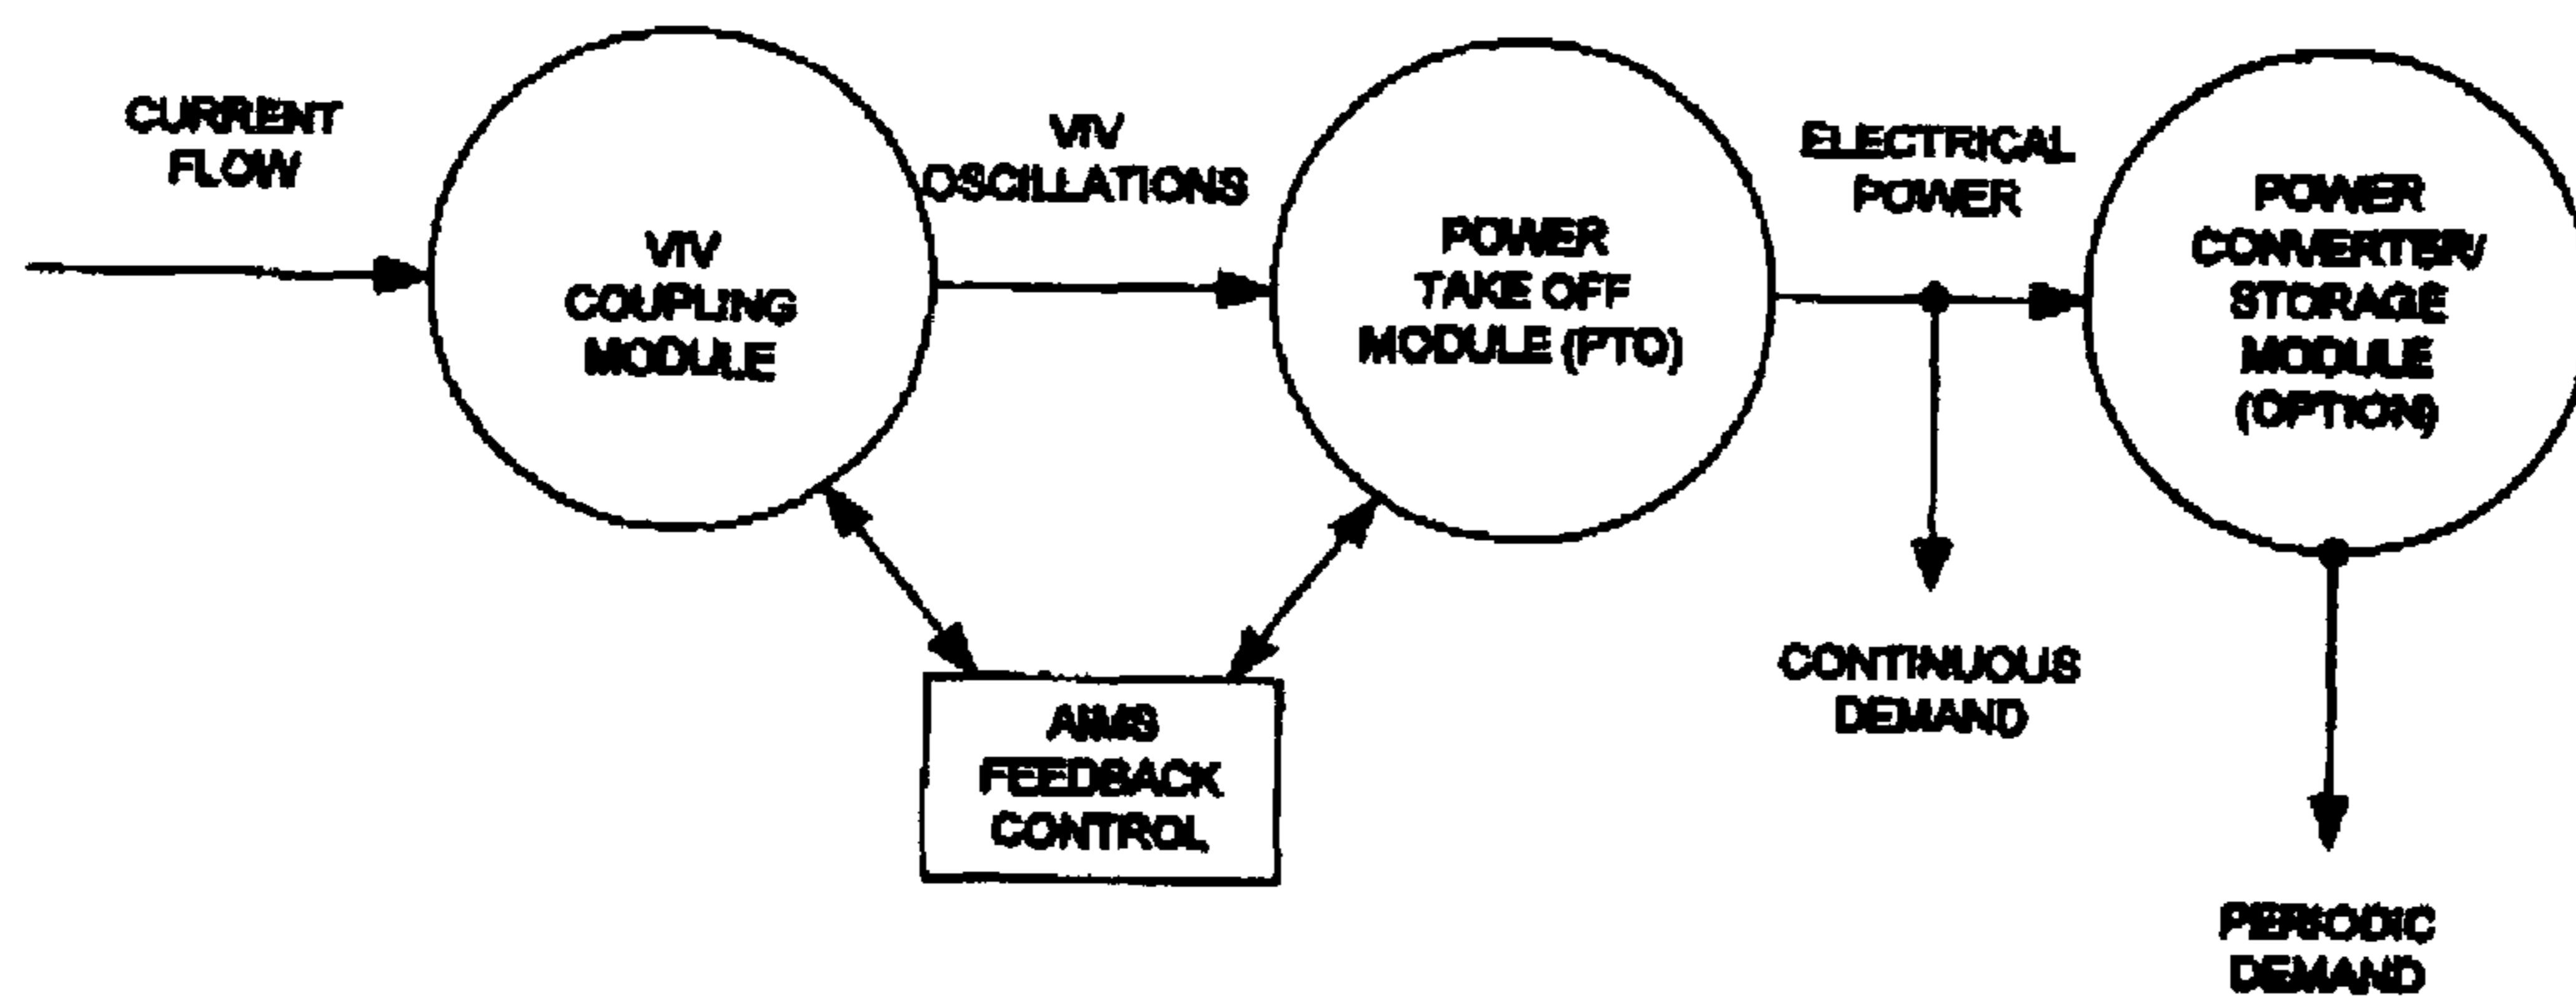 CURRENT
FLOW
VIV
COUPLING
MODULE
VIV
OSCILLATIONS
POWER
TAKE OFF
MODULE (PTO)
ELECTRICAL
POWER
POWER
CONVERTER/
STORAGE
MODULE
(OPTION)
AIMS
FEEDBACK
CONTROL
CONTINUOUS
DEMAND
PERIODIC
DEMAND